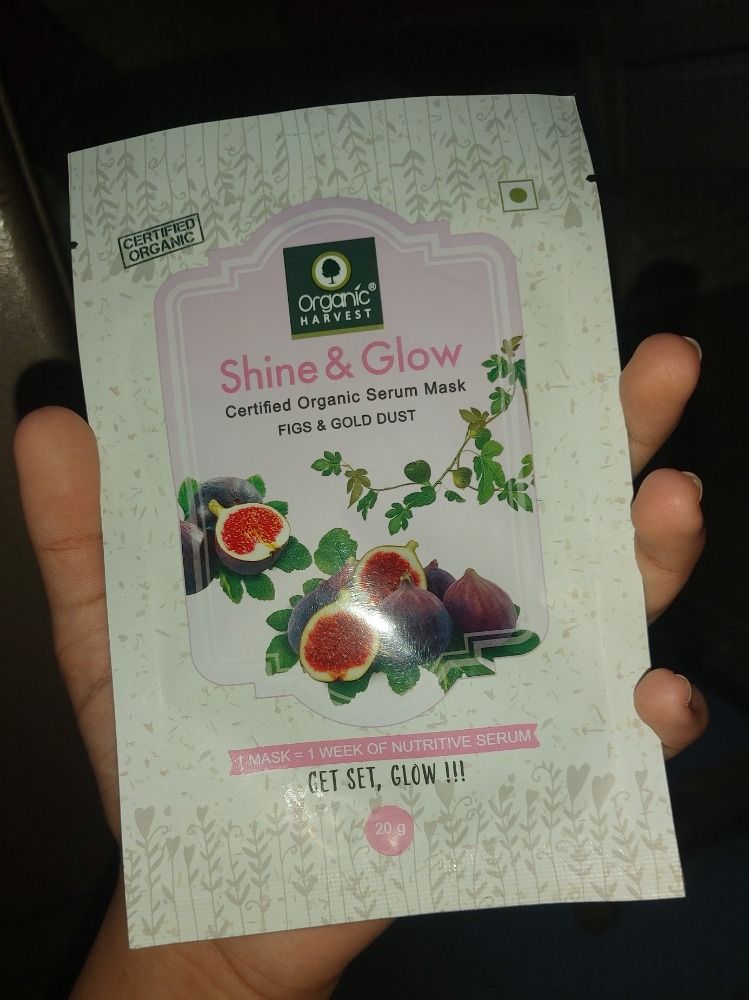 CERTIFIED
ORGANIC
Organic®
HARVEST
Shine & Glow
Certified Organic Serum Mask
FIGS & GOLD DUST
1 MASK = 1 WEEK OF NUTRITIVE SERUM
GET SET, GLOW !!!
20 g